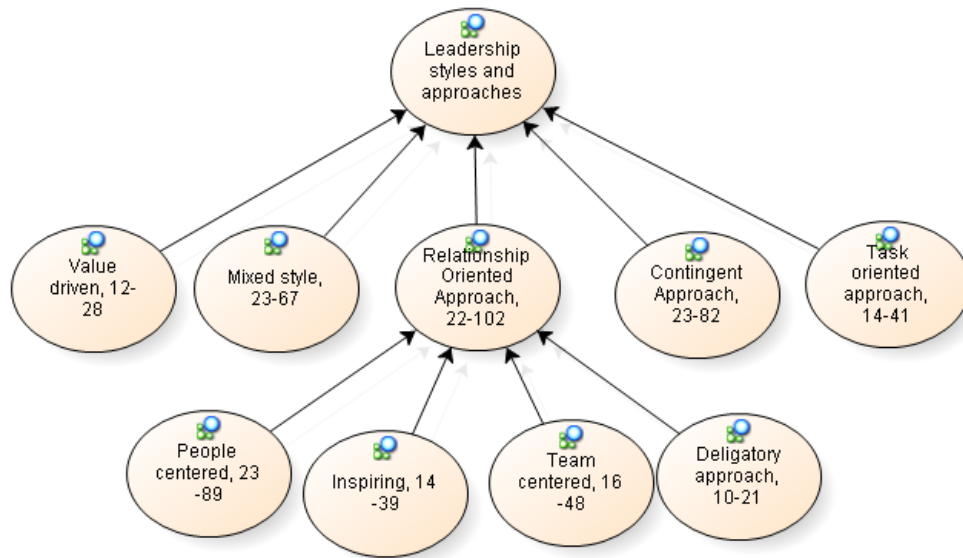 Leadership
styles and
approaches
Value
driven, 12-
28
Mixed style,
23-67
Relationship
Oriented
Approach,
22-102
Contingent
Approach,
23-82
Task
oriented
approach,
14-41
People
centered, 23
-89
Inspiring, 14
-39
Team
centered, 16
-48
Deligatory
approach,
10-21